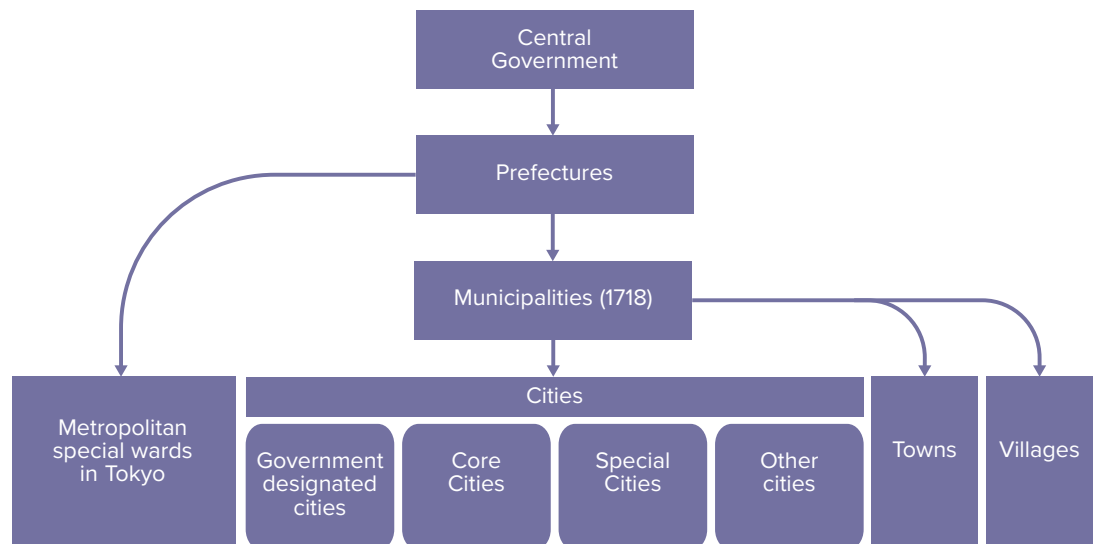 Central
Government
Prefectures
Municipalities (1718)
Metropolitan
special wards
in Tokyo
Cities
Government
designated
cities
Core
Cities
Special
Cities
Other
cities
Towns
Villages